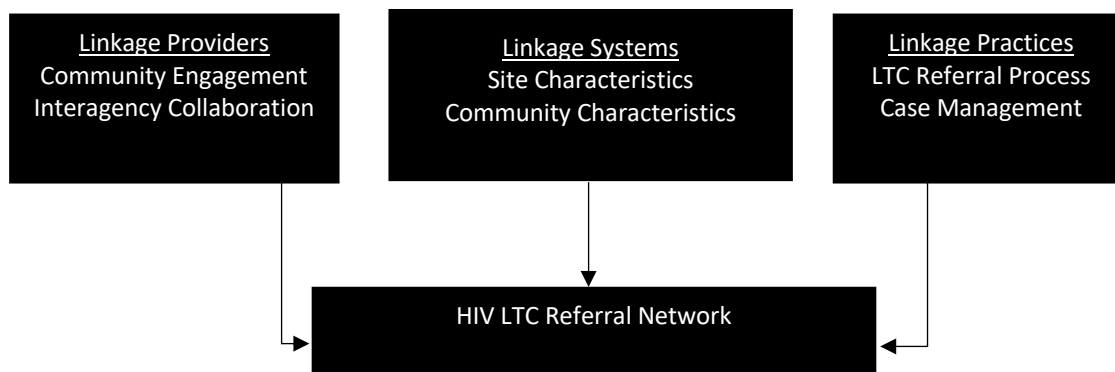 Linkage Providers
Community Engagement
Interagency Collaboration
Linkage Systems
Site Characteristics
Community Characteristics
Linkage Practices
LTC Referral Process
Case Management
HIV LTC Referral Network